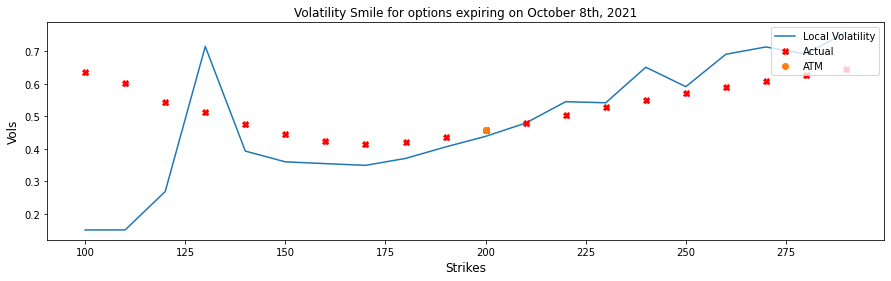 Volatility Smile for options expiring on October 8th, 2021
Local Volatility
Actual
ATM
Vols
0.7
0.6
0.5
0.4
0.3
0.2
100
125
150
175
200
225
250
275
Strikes